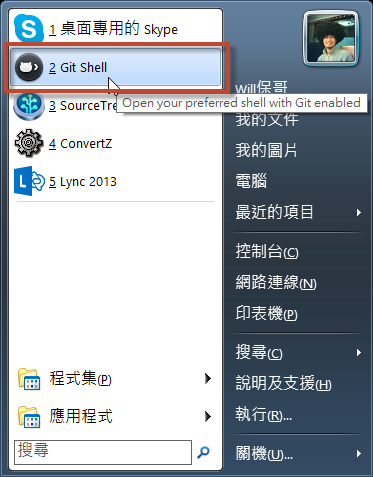 1 桌面專用的 Skype
2 Git Shell
Open your preferred shell with Git enabled
3 SourceTre
4 ConvertZ
5 Lync 2013
程式集(P)
應用程式
搜尋
Will保哥
我的文件
我的圖片
電腦
最近的項目
控制台(C)
網路連線(N)
印表機(P)
搜尋(C)
說明及支援(H)
執行(R)...
關機(U)...